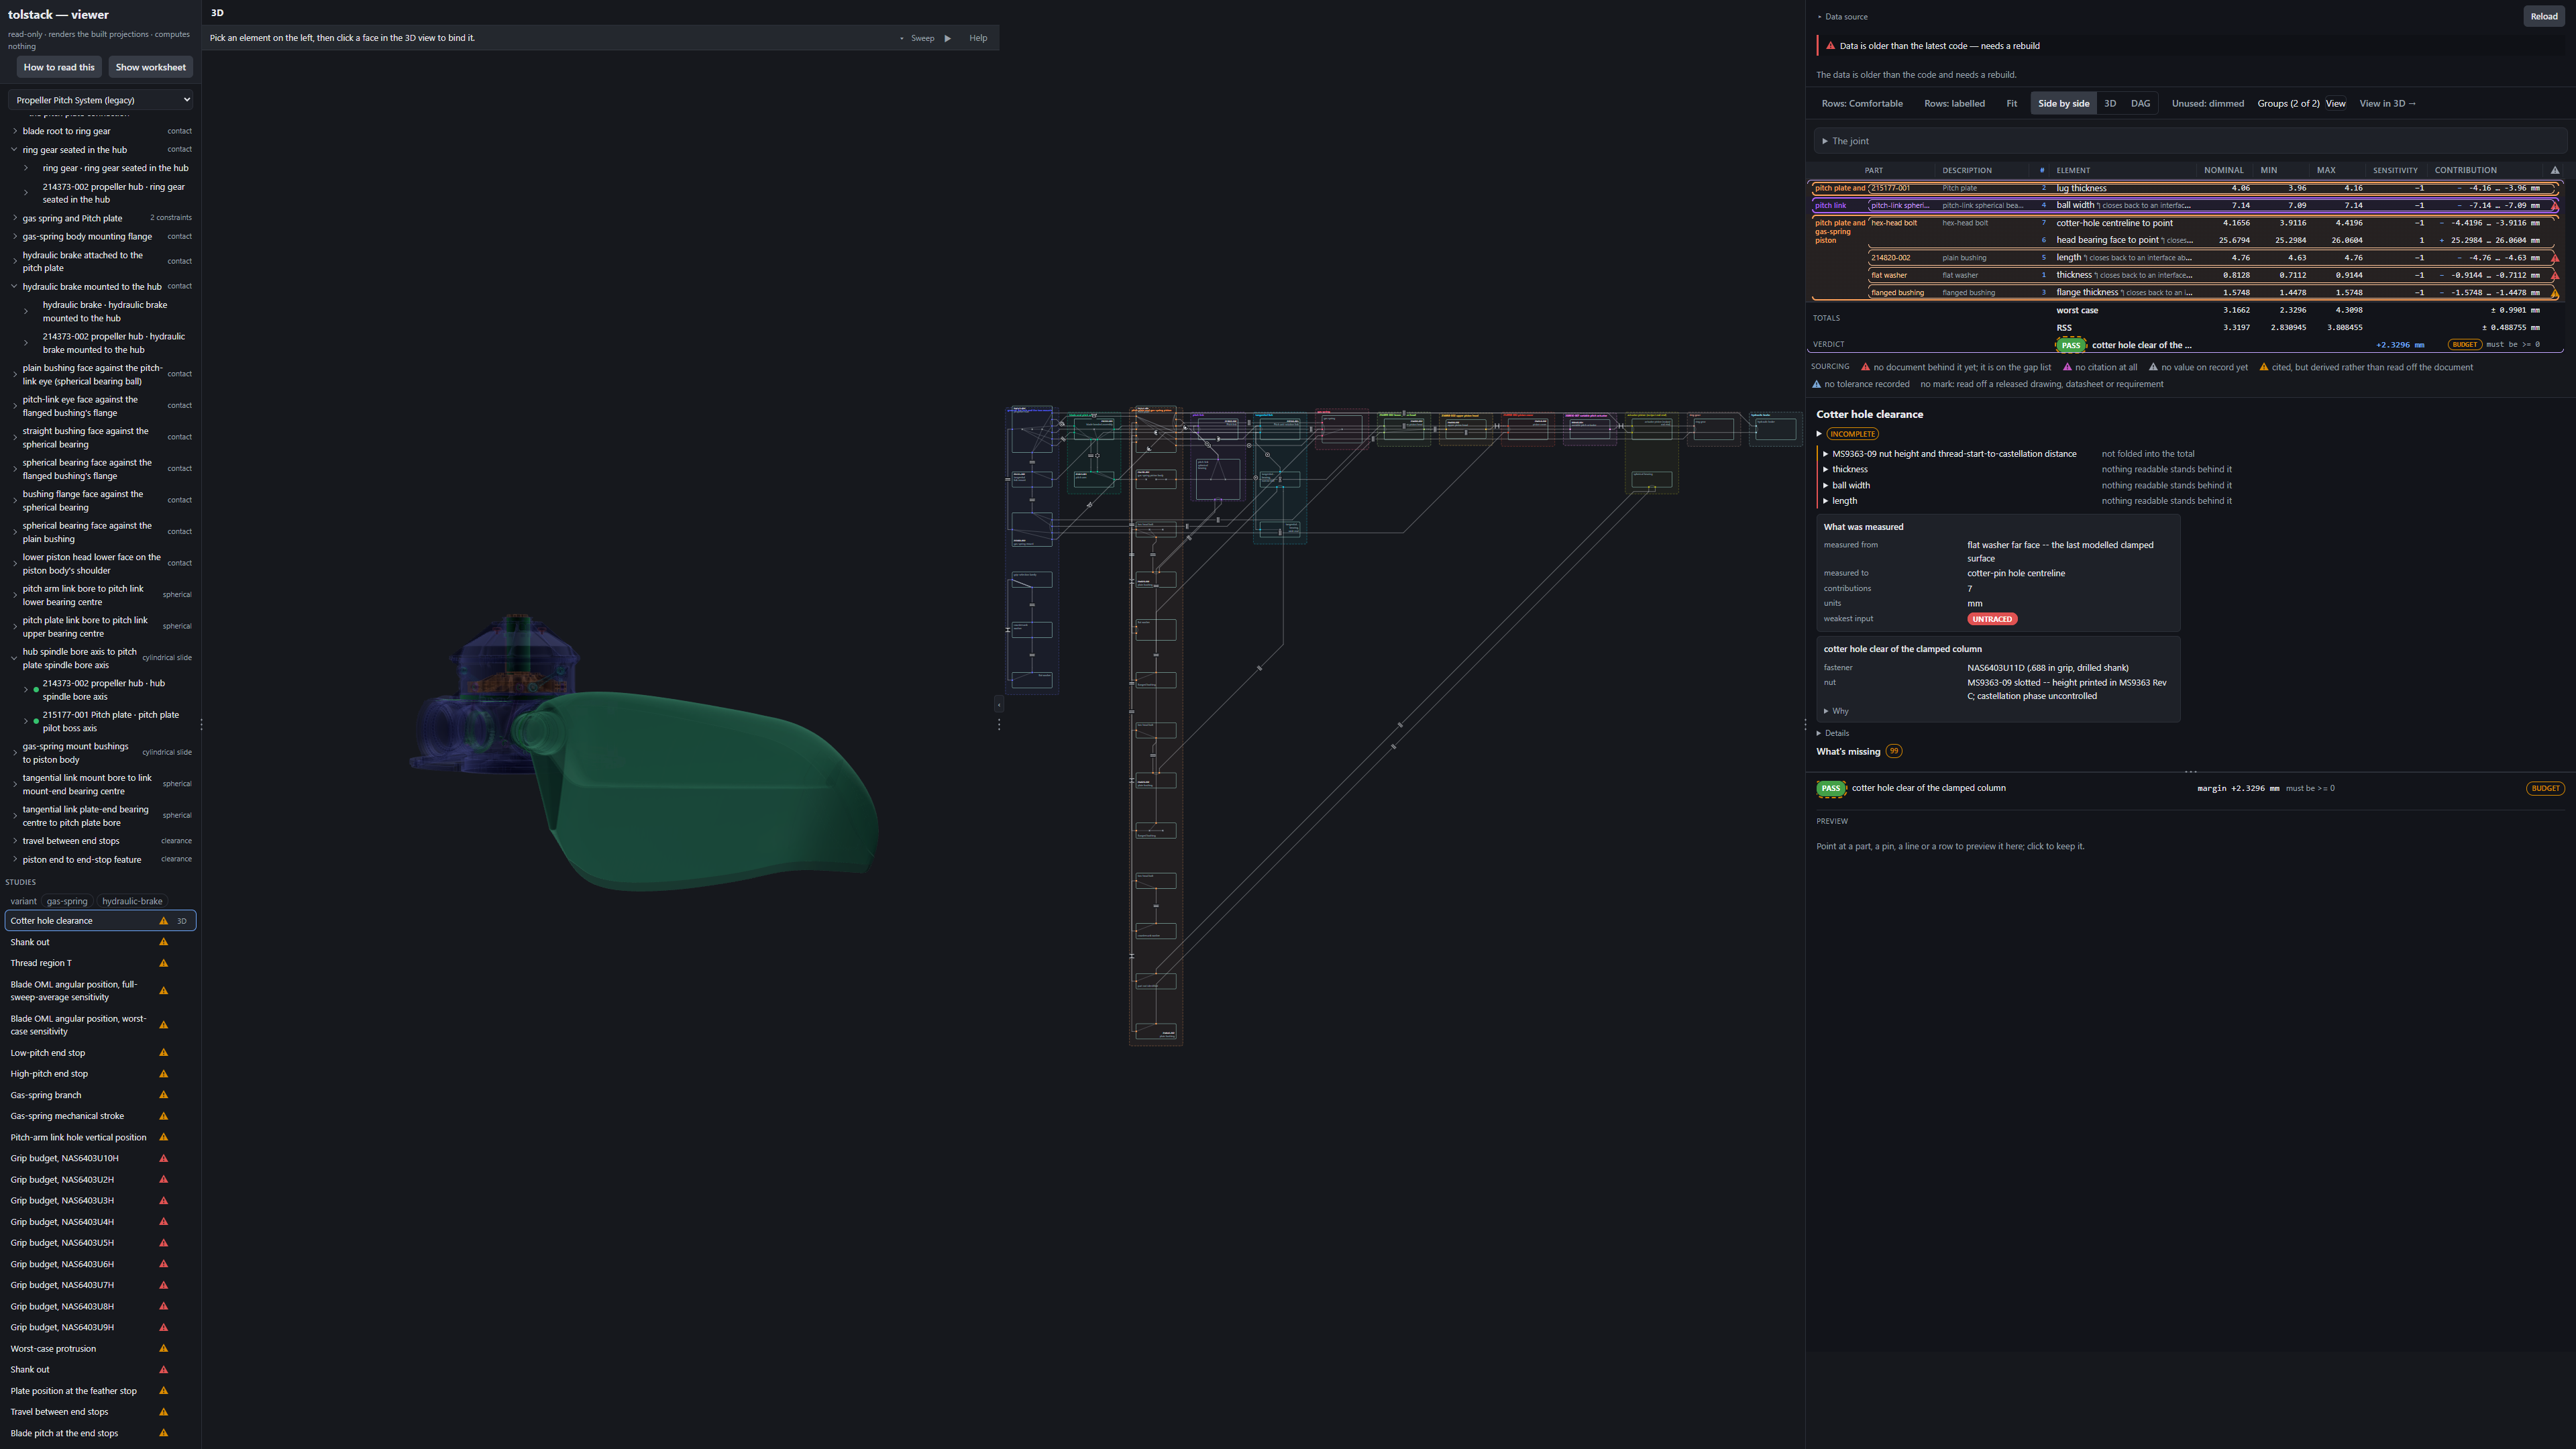 tolstack — viewer
read-only · renders the built projections · computes
nothing
How to read this
Show worksheet
Propeller Pitch System (legacy)
blade root to ring gear contact
ring gear seated in the hub contact
ring gear · ring gear seated in the hub
214373-002 propeller hub · ring gear
seated in the hub
gas spring and Pitch plate 2 constraints
gas-spring body mounting flange contact
hydraulic brake attached to the
pitch plate contact
hydraulic brake mounted to the hub contact
hydraulic brake · hydraulic brake
mounted to the hub
214373-002 propeller hub · hydraulic
brake mounted to the hub
plain bushing face against the pitch-
link eye (spherical bearing ball) contact
pitch-link eye face against the
flanged bushing's flange contact
straight bushing face against the
spherical bearing contact
spherical bearing face against the
flanged bushing's flange contact
bushing flange face against the
spherical bearing contact
spherical bearing face against the
plain bushing contact
lower piston head lower face on the
piston body's shoulder contact
pitch arm link bore to pitch link
lower bearing centre spherical
pitch plate link bore to pitch link
upper bearing centre spherical
hub spindle bore axis to pitch
plate spindle bore axis cylindrical slide
214373-002 propeller hub · hub
spindle bore axis
215177-001 Pitch plate · pitch plate
pilot boss axis
gas-spring mount bushings
to piston body cylindrical slide
tangential link mount bore to link
mount-end bearing centre spherical
tangential link plate-end bearing
centre to pitch plate bore spherical
travel between end stops clearance
piston end to end-stop feature clearance
STUDIES
variant gas-spring hydraulic-brake
Cotter hole clearance 3D
Shank out
Thread region T
Blade OML angular position, full-
sweep-average sensitivity
Blade OML angular position, worst-
case sensitivity
Low-pitch end stop
High-pitch end stop
Gas-spring branch
Gas-spring mechanical stroke
Pitch-arm link hole vertical position
Grip budget, NAS6403U10H
Grip budget, NAS6403U2H
Grip budget, NAS6403U3H
Grip budget, NAS6403U4H
Grip budget, NAS6403U5H
Grip budget, NAS6403U6H
Grip budget, NAS6403U7H
Grip budget, NAS6403U8H
Grip budget, NAS6403U9H
Worst-case protrusion
Shank out
Plate position at the feather stop
Travel between end stops
Blade pitch at the end stops
3D
Pick an element on the left, then click a face in the 3D view to bind it.
Sweep ▶ Help
Data source
Reload
Data is older than the latest code — needs a rebuild
The data is older than the code and needs a rebuild.
Rows: Comfortable Rows: labelled Fit Side by side 3D DAG Unused: dimmed Groups (2 of 2) View View in 3D →
The joint
PART DESCRIPTION # ELEMENT NOMINAL MIN MAX SENSITIVITY CONTRIBUTION
pitch plate and 215177-001 Pitch plate 2 lug thickness 4.06 3.96 4.16 −1 − -4.16 … -3.96 mm
pitch link pitch-link spheri... pitch-link spherical bea... 4 ball width closes back to an interfac... 7.14 7.09 7.14 −1 − -7.14 … -7.09 mm
pitch plate and gas-spring piston hex-head bolt hex-head bolt 7 cotter-hole centreline to point 4.1656 3.9116 4.4196 −1 − -4.4196 … -3.9116 mm
6 head bearing face to point closes... 25.6794 25.2984 26.0604 1 + 25.2984 … 26.0604 mm
214820-002 plain bushing 5 length closes back to an interface ab... 4.76 4.63 4.76 −1 − -4.76 … -4.63 mm
flat washer flat washer 1 thickness closes back to an interface... 0.8128 0.7112 0.9144 −1 − -0.9144 … -0.7112 mm
flanged bushing flanged bushing 3 flange thickness closes back to an i... 1.5748 1.4478 1.5748 −1 − -1.5748 … -1.4478 mm
TOTALS worst case 3.1662 2.3296 4.3098 ± 0.9901 mm
RSS 3.3197 2.830945 3.808455 ± 0.488755 mm
VERDICT PASS cotter hole clear of the ... +2.3296 mm BUDGET must be >= 0
SOURCING no document behind it yet; it is on the gap list no citation at all no value on record yet cited, but derived rather than read off the document
no tolerance recorded no mark: read off a released drawing, datasheet or requirement
Cotter hole clearance
INCOMPLETE
MS9363-09 nut height and thread-start-to-castellation distance not folded into the total
thickness nothing readable stands behind it
ball width nothing readable stands behind it
length nothing readable stands behind it
What was measured
measured from flat washer far face -- the last modelled clamped
surface
measured to cotter-pin hole centreline
contributions 7
units mm
weakest input UNTRACED
cotter hole clear of the clamped column
fastener NAS6403U11D (.688 in grip, drilled shank)
nut MS9363-09 slotted -- height printed in MS9363 Rev
C; castellation phase uncontrolled
Why
Details
What's missing 99
PASS cotter hole clear of the clamped column margin +2.3296 mm must be >= 0 BUDGET
PREVIEW
Point at a part, a pin, a line or a row to preview it here; click to keep it.